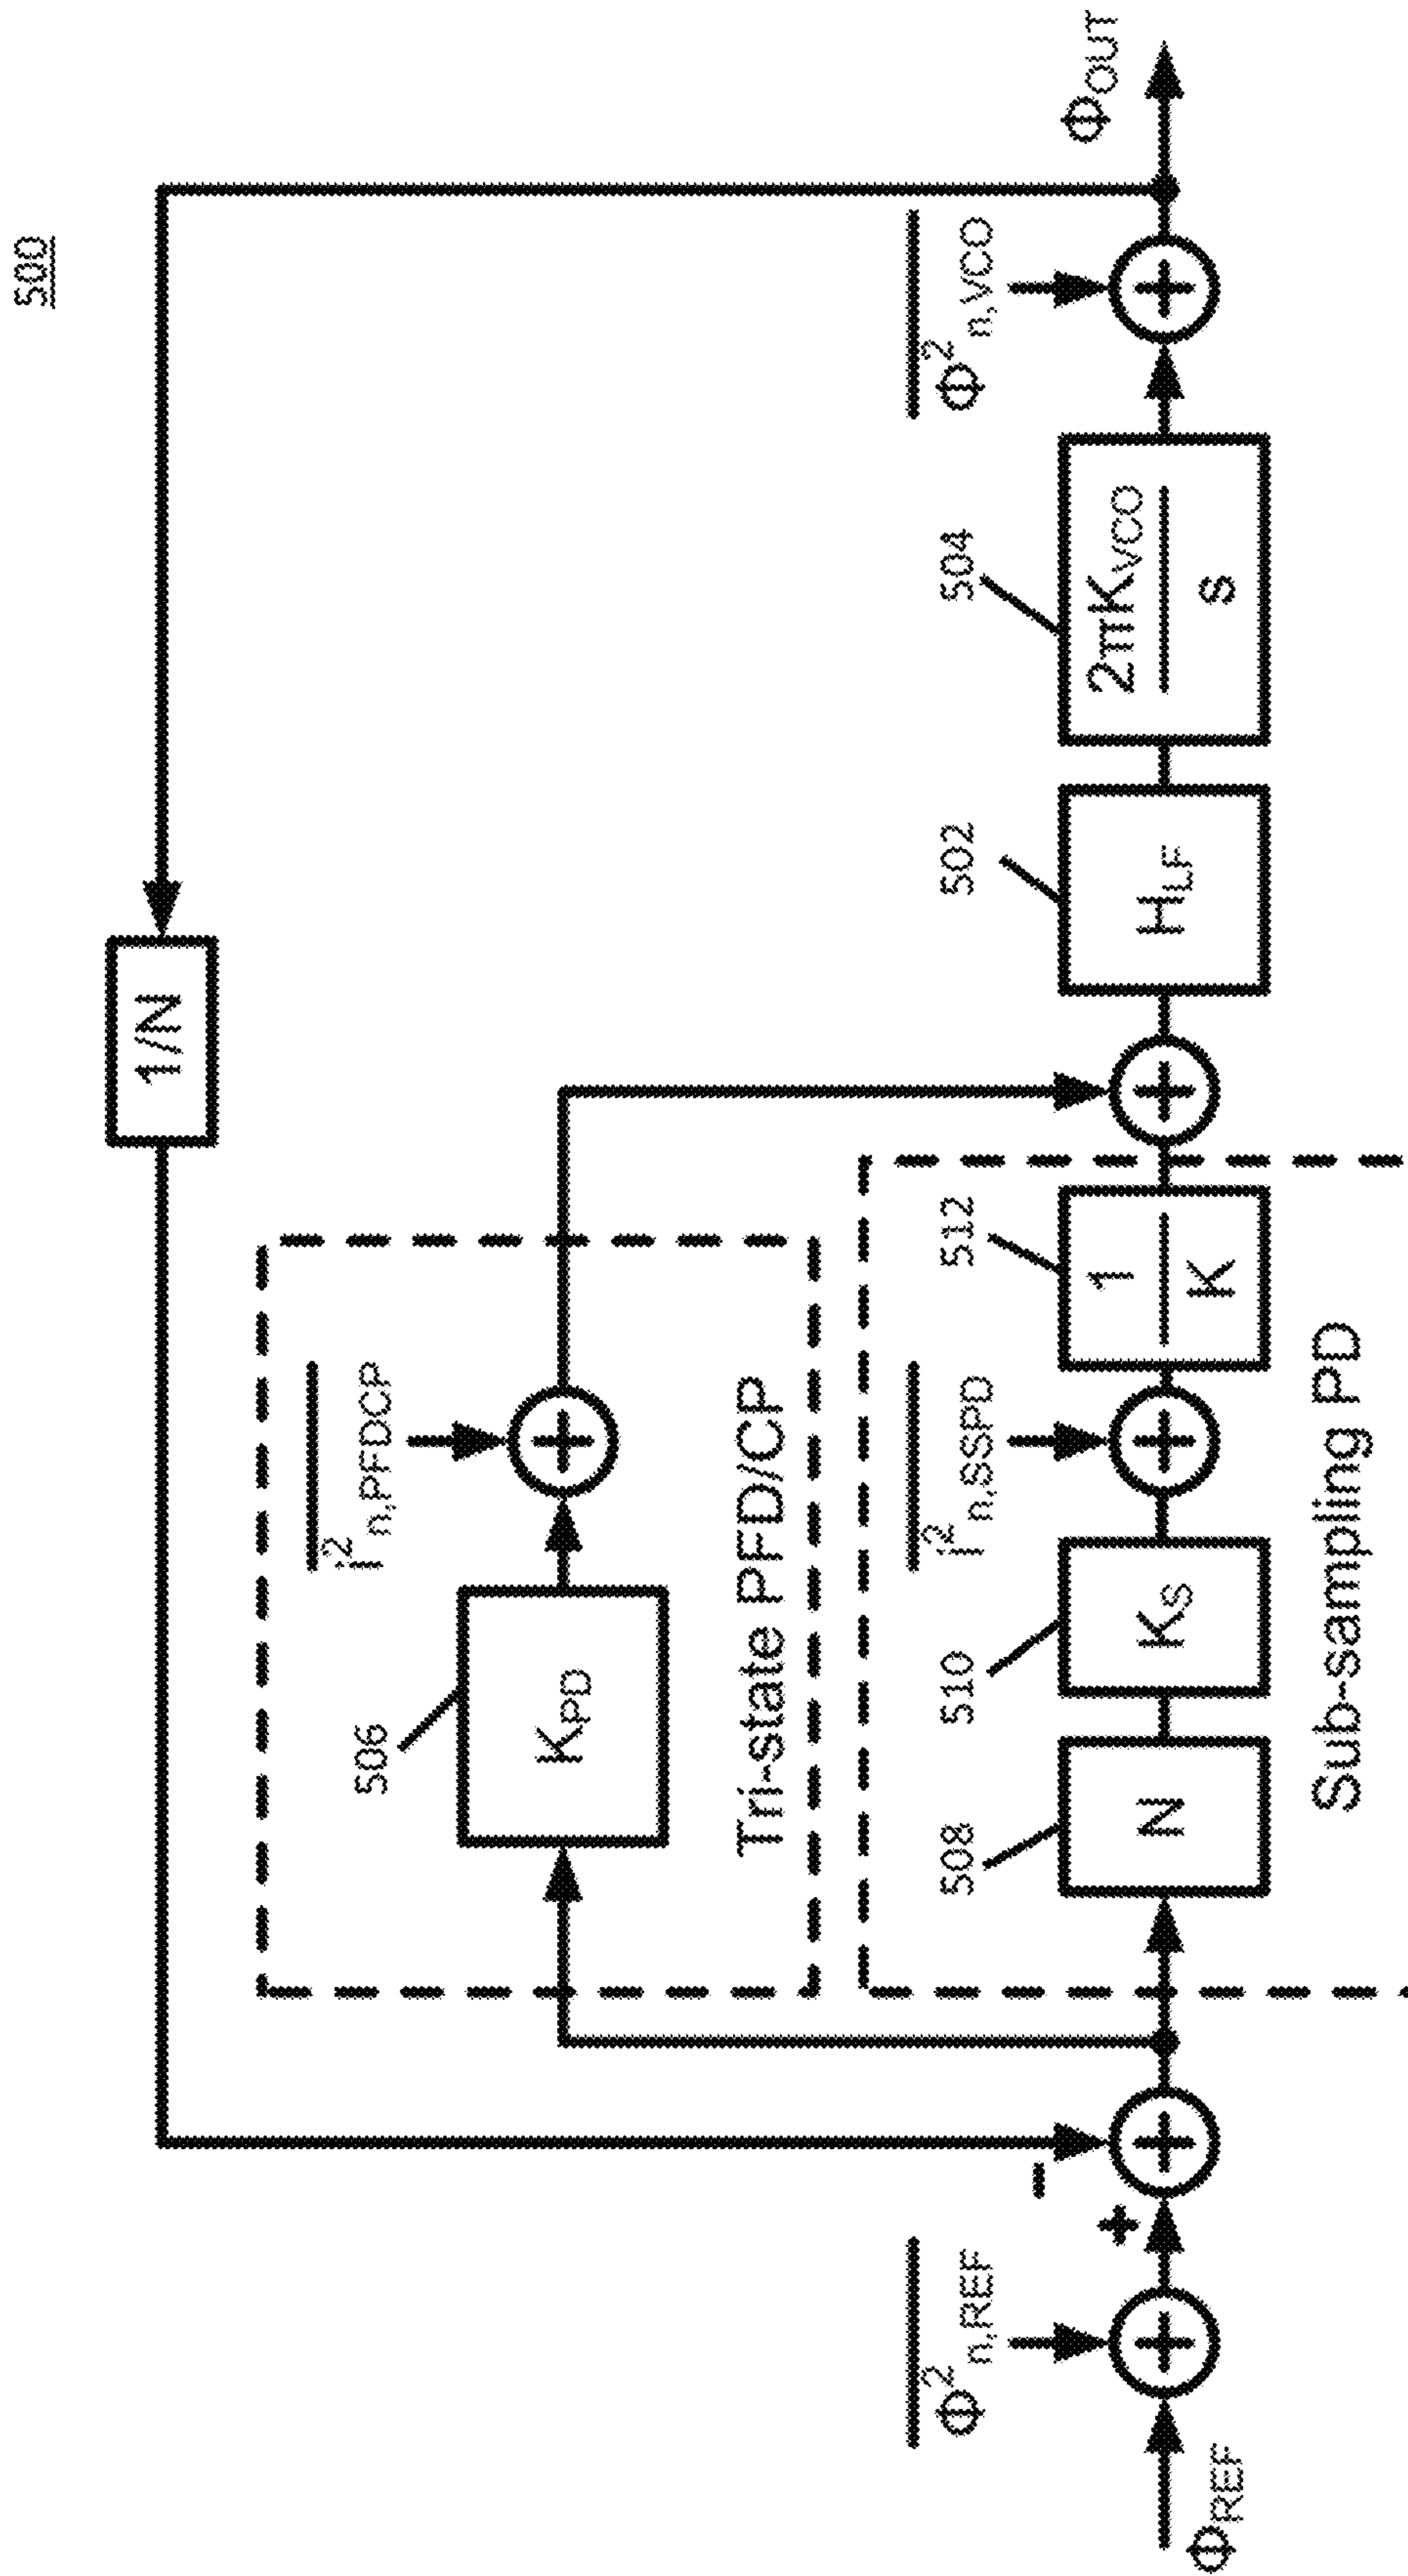 500
1/N
506
K_PD
i²_n,PFDCP
Tri-state PFD/CP
Φ_REF
Φ²_n,REF
+
-
508
N
510
K_S
i²_n,SSPD
512
1
K
Sub-sampling PD
502
H_LF
504
2πK_VCO
s
Φ²_n,VCO
Φ_OUT